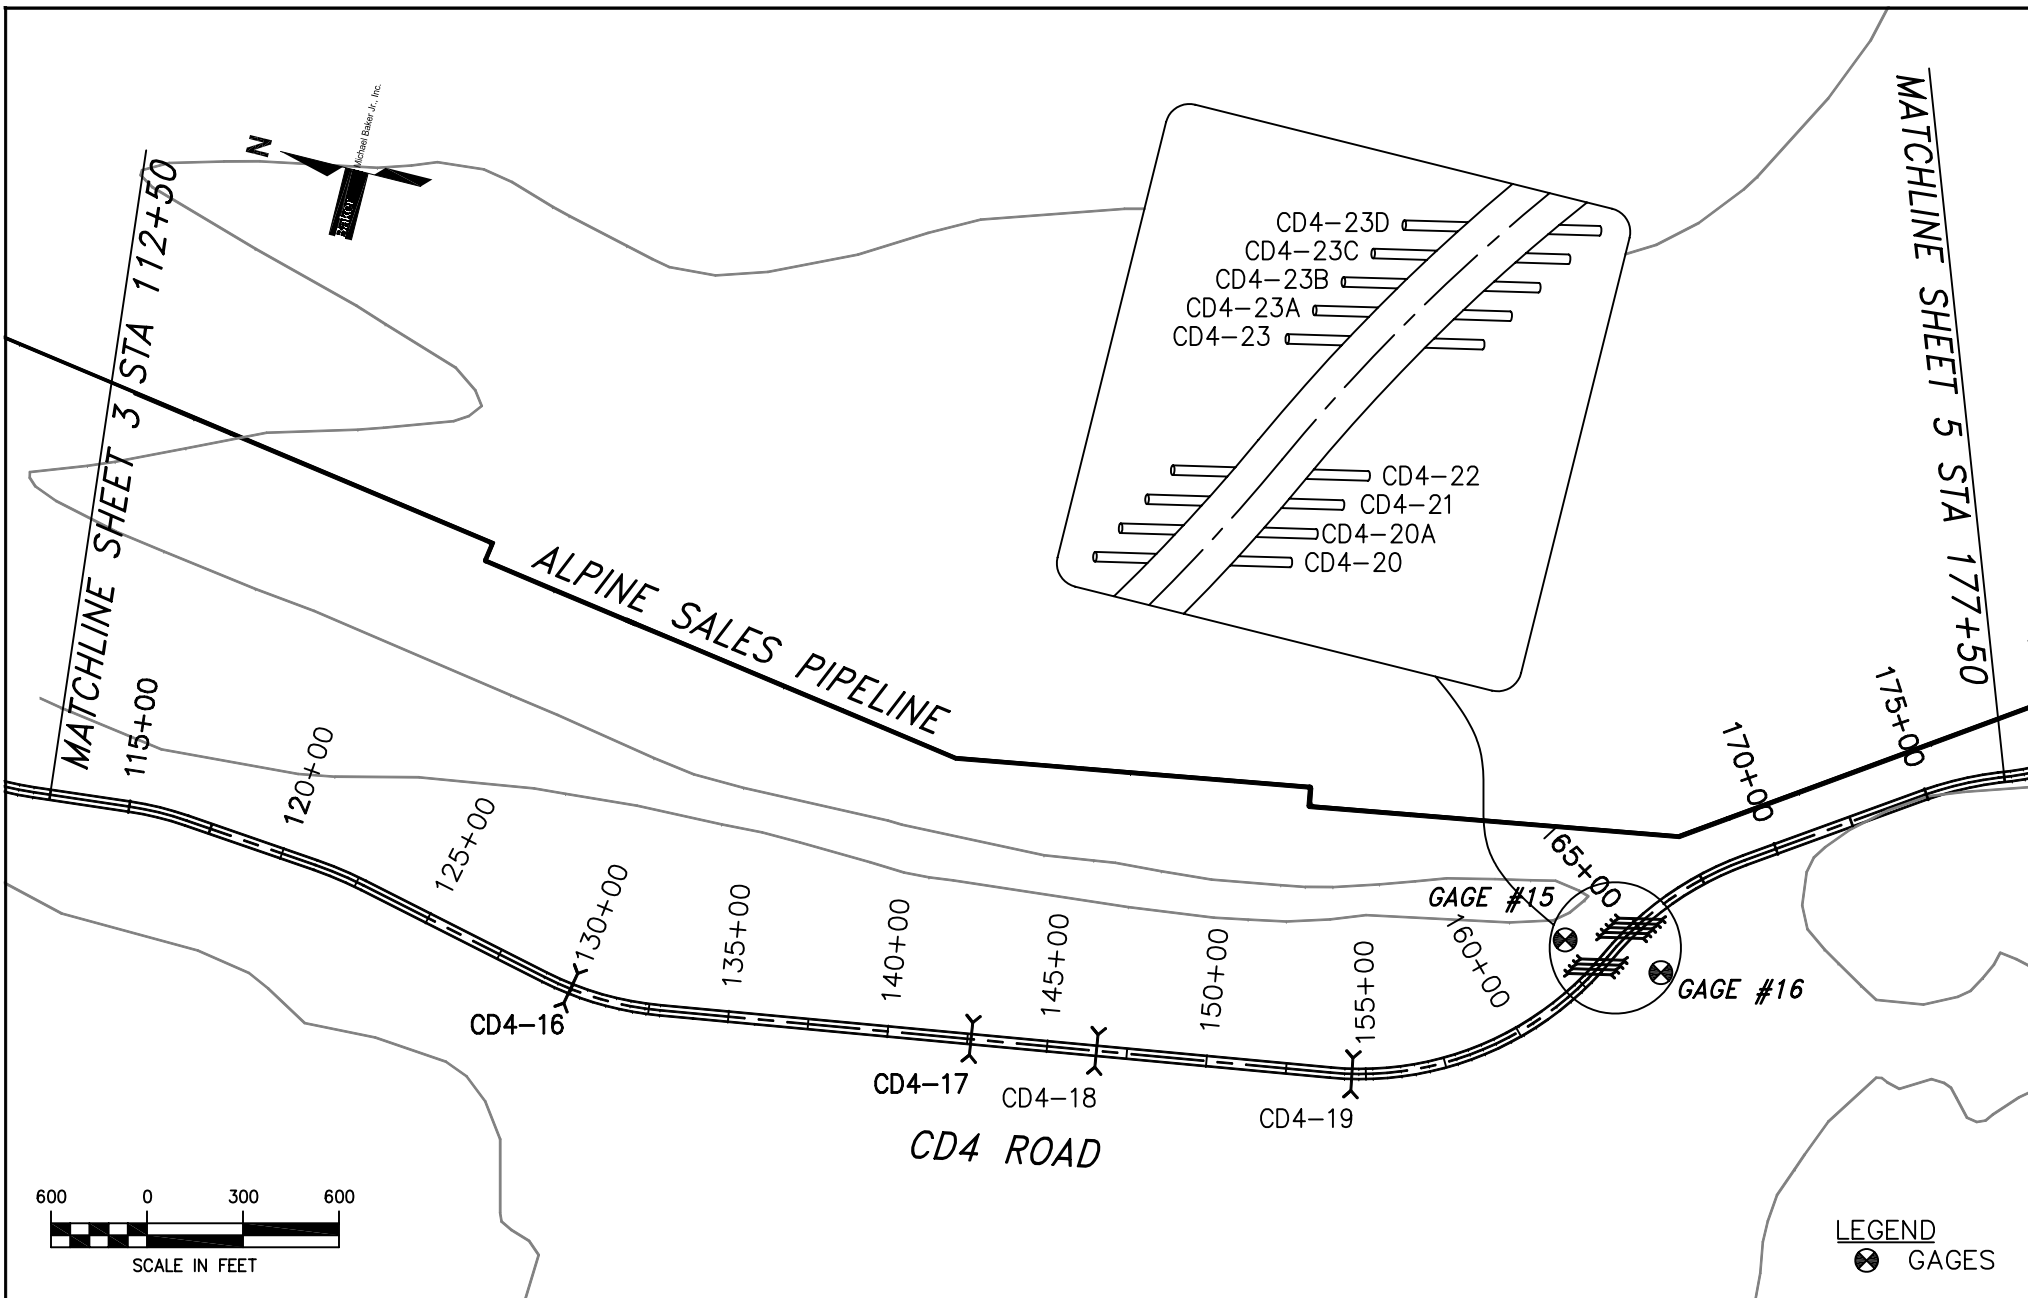 Michael Baker Jr., Inc.
N
Baker
MATCHLINE SHEET 3 STA 112+50
MATCHLINE SHEET 5 STA 177+50
CD4-23D
CD4-23C
CD4-23B
CD4-23A
CD4-23
CD4-22
CD4-21
CD4-20A
CD4-20
ALPINE SALES PIPELINE
115+00
120+00
125+00
130+00
135+00
140+00
145+00
150+00
155+00
160+00
165+00
170+00
175+00
GAGE #15
GAGE #16
CD4-16
CD4-17
CD4-18
CD4-19
CD4 ROAD
600 0 300 600
SCALE IN FEET
LEGEND
GAGES